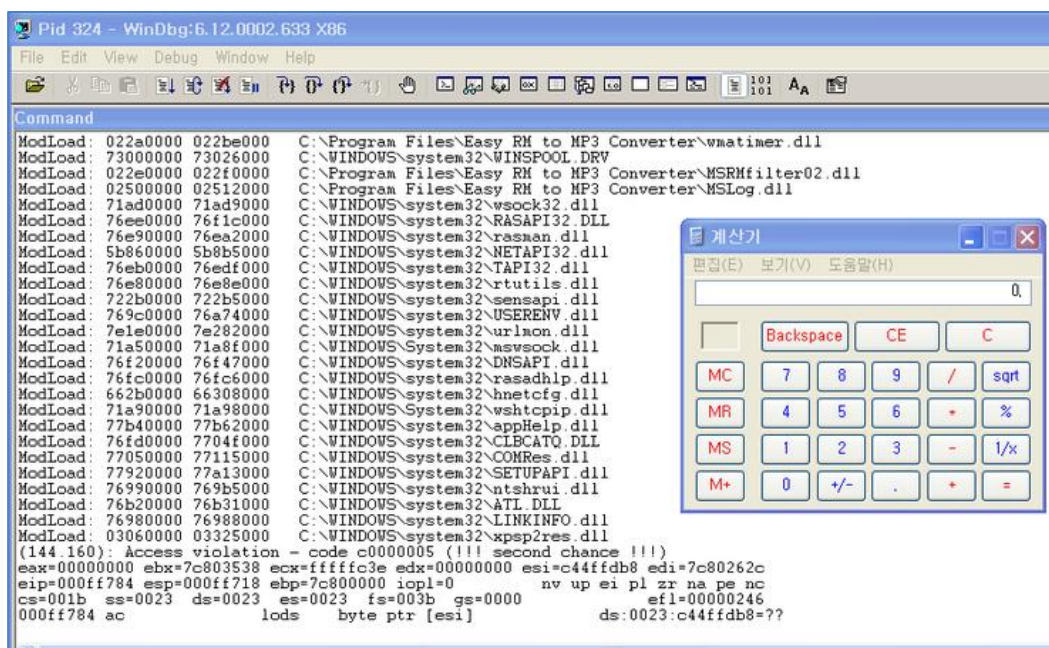 Pid 324 - WinDbg:6.12.0002.633 X86
File Edit View Debug Window Help
Command
ModLoad: 022a0000 022be000 C:\Program Files\Easy RM to MP3 Converter\wmatimer.dll
ModLoad: 73000000 73026000 C:\WINDOWS\system32\WINSPOOL.DRV
ModLoad: 022e0000 022f0000 C:\Program Files\Easy RM to MP3 Converter\MSRMfilter02.dll
ModLoad: 02500000 02512000 C:\Program Files\Easy RM to MP3 Converter\MSLog.dll
ModLoad: 71ad0000 71ad9000 C:\WINDOWS\system32\wsock32.dll
ModLoad: 76ee0000 76f1c000 C:\WINDOWS\system32\RASAPI32.DLL
ModLoad: 76e90000 76ea2000 C:\WINDOWS\system32\rasman.dll
ModLoad: 5b860000 5b8b5000 C:\WINDOWS\system32\NETAPI32.dll
ModLoad: 76eb0000 76edf000 C:\WINDOWS\system32\TAPI32.dll
ModLoad: 76e80000 76e8e000 C:\WINDOWS\system32\rtutils.dll
ModLoad: 722b0000 722b5000 C:\WINDOWS\system32\sensapi.dll
ModLoad: 769c0000 76a74000 C:\WINDOWS\system32\USERENV.dll
ModLoad: 7e1e0000 7e282000 C:\WINDOWS\system32\urlmon.dll
ModLoad: 71a50000 71a8f000 C:\WINDOWS\System32\mswsock.dll
ModLoad: 76f20000 76f47000 C:\WINDOWS\system32\DNSAPI.dll
ModLoad: 76fc0000 76fc6000 C:\WINDOWS\system32\rasadhlp.dll
ModLoad: 662b0000 66308000 C:\WINDOWS\system32\hnetcfg.dll
ModLoad: 71a90000 71a98000 C:\WINDOWS\System32\wshtcpip.dll
ModLoad: 77b40000 77b62000 C:\WINDOWS\system32\appHelp.dll
ModLoad: 76fd0000 7704f000 C:\WINDOWS\system32\CLBCATQ.DLL
ModLoad: 77050000 77115000 C:\WINDOWS\system32\COMRes.dll
ModLoad: 77920000 77a13000 C:\WINDOWS\system32\SETUPAPI.dll
ModLoad: 76990000 769b5000 C:\WINDOWS\system32\ntshrui.dll
ModLoad: 76b20000 76b31000 C:\WINDOWS\system32\ATL.DLL
ModLoad: 76980000 76988000 C:\WINDOWS\system32\LINKINFO.dll
ModLoad: 03060000 03325000 C:\WINDOWS\system32\xpsp2res.dll
(144.160): Access violation - code c0000005 (!!! second chance !!!)
eax=00000000 ebx=7c803538 ecx=fffffc3e edx=00000000 esi=c44ffdb8 edi=7c80262c
eip=000ff784 esp=000ff718 ebp=7c800000 iopl=0 nv up ei pl zr na pe nc
cs=001b ss=0023 ds=0023 es=0023 fs=003b gs=0000 efl=00000246
000ff784 ac lods byte ptr [esi] ds:0023:c44ffdb8=??
계산기
편집(E) 보기(V) 도움말(H)
0.
Backspace CE C
MC 7 8 9 / sqrt
MR 4 5 6 * %
MS 1 2 3 - 1/x
M+ 0 +/- . + =